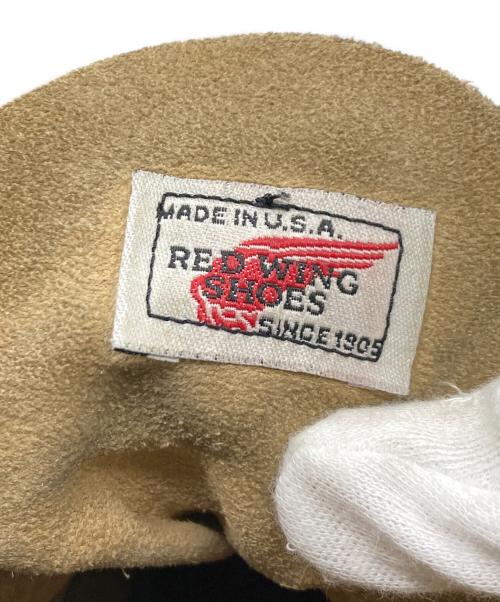 MADE IN U.S.A.
RED WING
SHOES
SINCE 1905